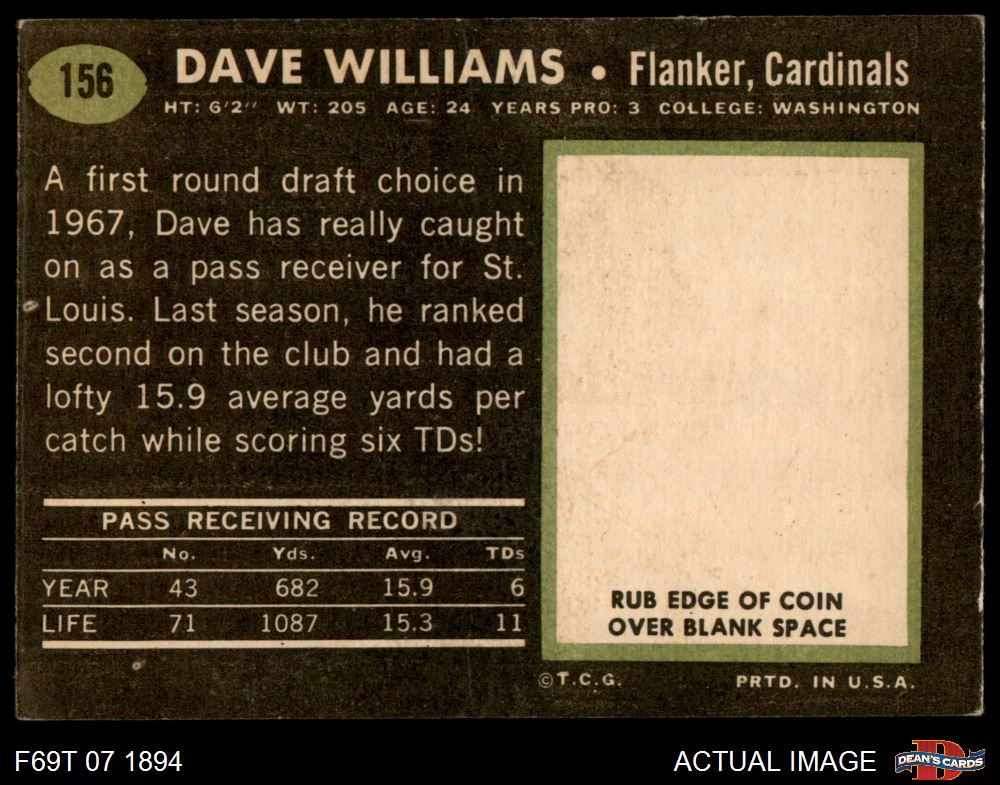 156
DAVE WILLIAMS • Flanker, Cardinals
HT: 6'2" WT: 205 AGE: 24 YEARS PRO: 3 COLLEGE: WASHINGTON
A first round draft choice in
1967, Dave has really caught
on as a pass receiver for St.
Louis. Last season, he ranked
second on the club and had a
lofty 15.9 average yards per
catch while scoring six TDs!
PASS RECEIVING RECORD
No. Yds. Avg. TDs
YEAR 43 682 15.9 6
LIFE 71 1087 15.3 11
RUB EDGE OF COIN
OVER BLANK SPACE
©T.C.G. PRTD. IN U.S.A.
F69T 07 1894
ACTUAL IMAGE
D
DEAN'S CARDS